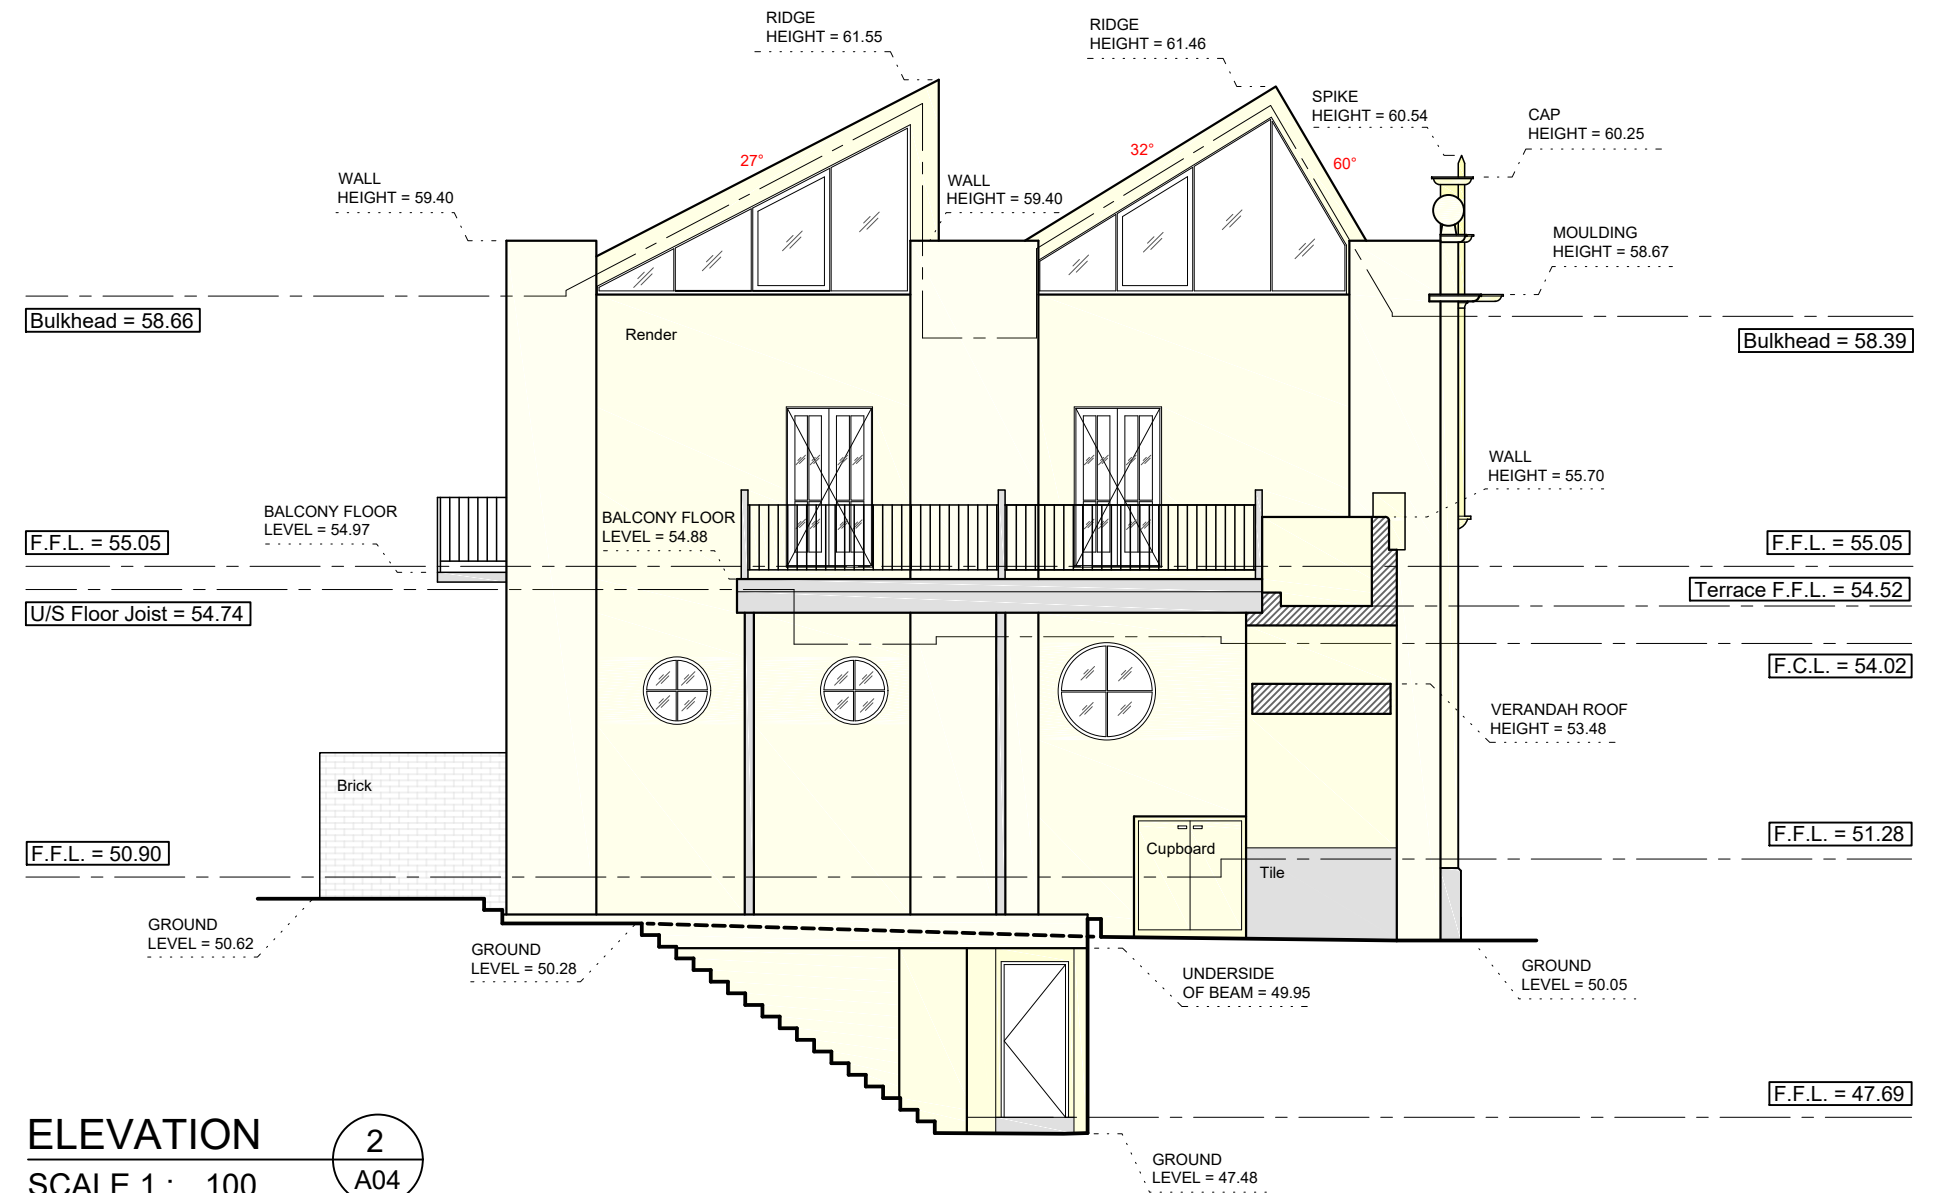 RIDGE
HEIGHT = 61.55
RIDGE
HEIGHT = 61.46
SPIKE
HEIGHT = 60.54
CAP
HEIGHT = 60.25
27°
32°
60°
WALL
HEIGHT = 59.40
WALL
HEIGHT = 59.40
MOULDING
HEIGHT = 58.67
Bulkhead = 58.66
Render
Bulkhead = 58.39
WALL
HEIGHT = 55.70
BALCONY FLOOR
LEVEL = 54.97
BALCONY FLOOR
LEVEL = 54.88
F.F.L. = 55.05
F.F.L. = 55.05
Terrace F.F.L. = 54.52
U/S Floor Joist = 54.74
F.C.L. = 54.02
VERANDAH ROOF
HEIGHT = 53.48
Brick
F.F.L. = 51.28
F.F.L. = 50.90
Cupboard
Tile
GROUND
LEVEL = 50.62
GROUND
LEVEL = 50.28
UNDERSIDE
OF BEAM = 49.95
GROUND
LEVEL = 50.05
F.F.L. = 47.69
ELEVATION
2
A04
SCALE 1 : 100
GROUND
LEVEL = 47.48